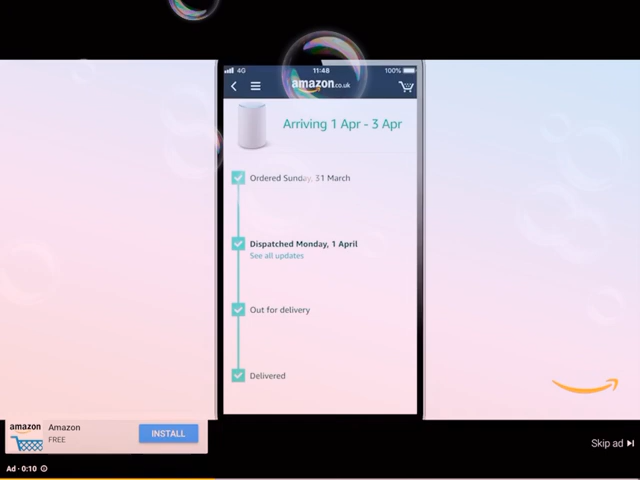 4G 11:48 100%
amazon.co.uk
Arriving 1 Apr - 3 Apr
Ordered Sunday, 31 March
Dispatched Monday, 1 April
See all updates
Out for delivery
Delivered
amazon
Amazon
FREE
INSTALL
Skip ad
Ad · 0:10